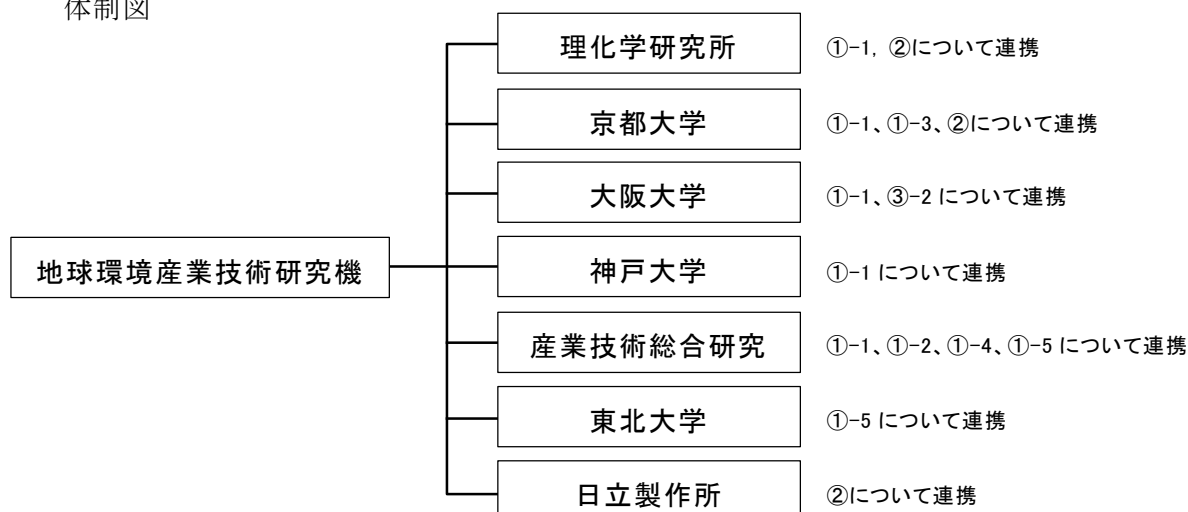 体制図
理化学研究所 ①-1, ②について連携
京都大学 ①-1、①-3、②について連携
大阪大学 ①-1、③-2 について連携
地球環境産業技術研究機
神戸大学 ①-1 について連携
産業技術総合研究 ①-1、①-2、①-4、①-5 について連携
東北大学 ①-5 について連携
日立製作所 ②について連携